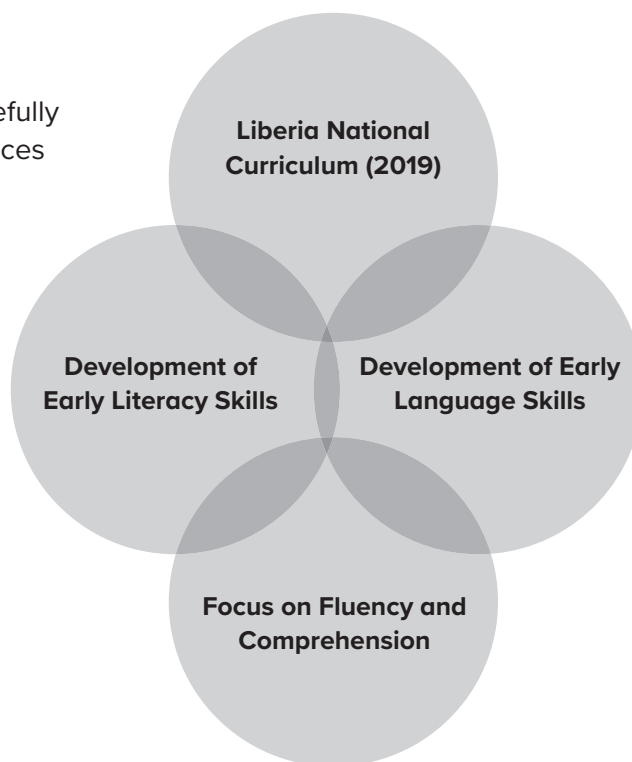 efully
ces
Liberia National
Curriculum (2019)
Development of
Early Literacy Skills
Development of Early
Language Skills
Focus on Fluency and
Comprehension